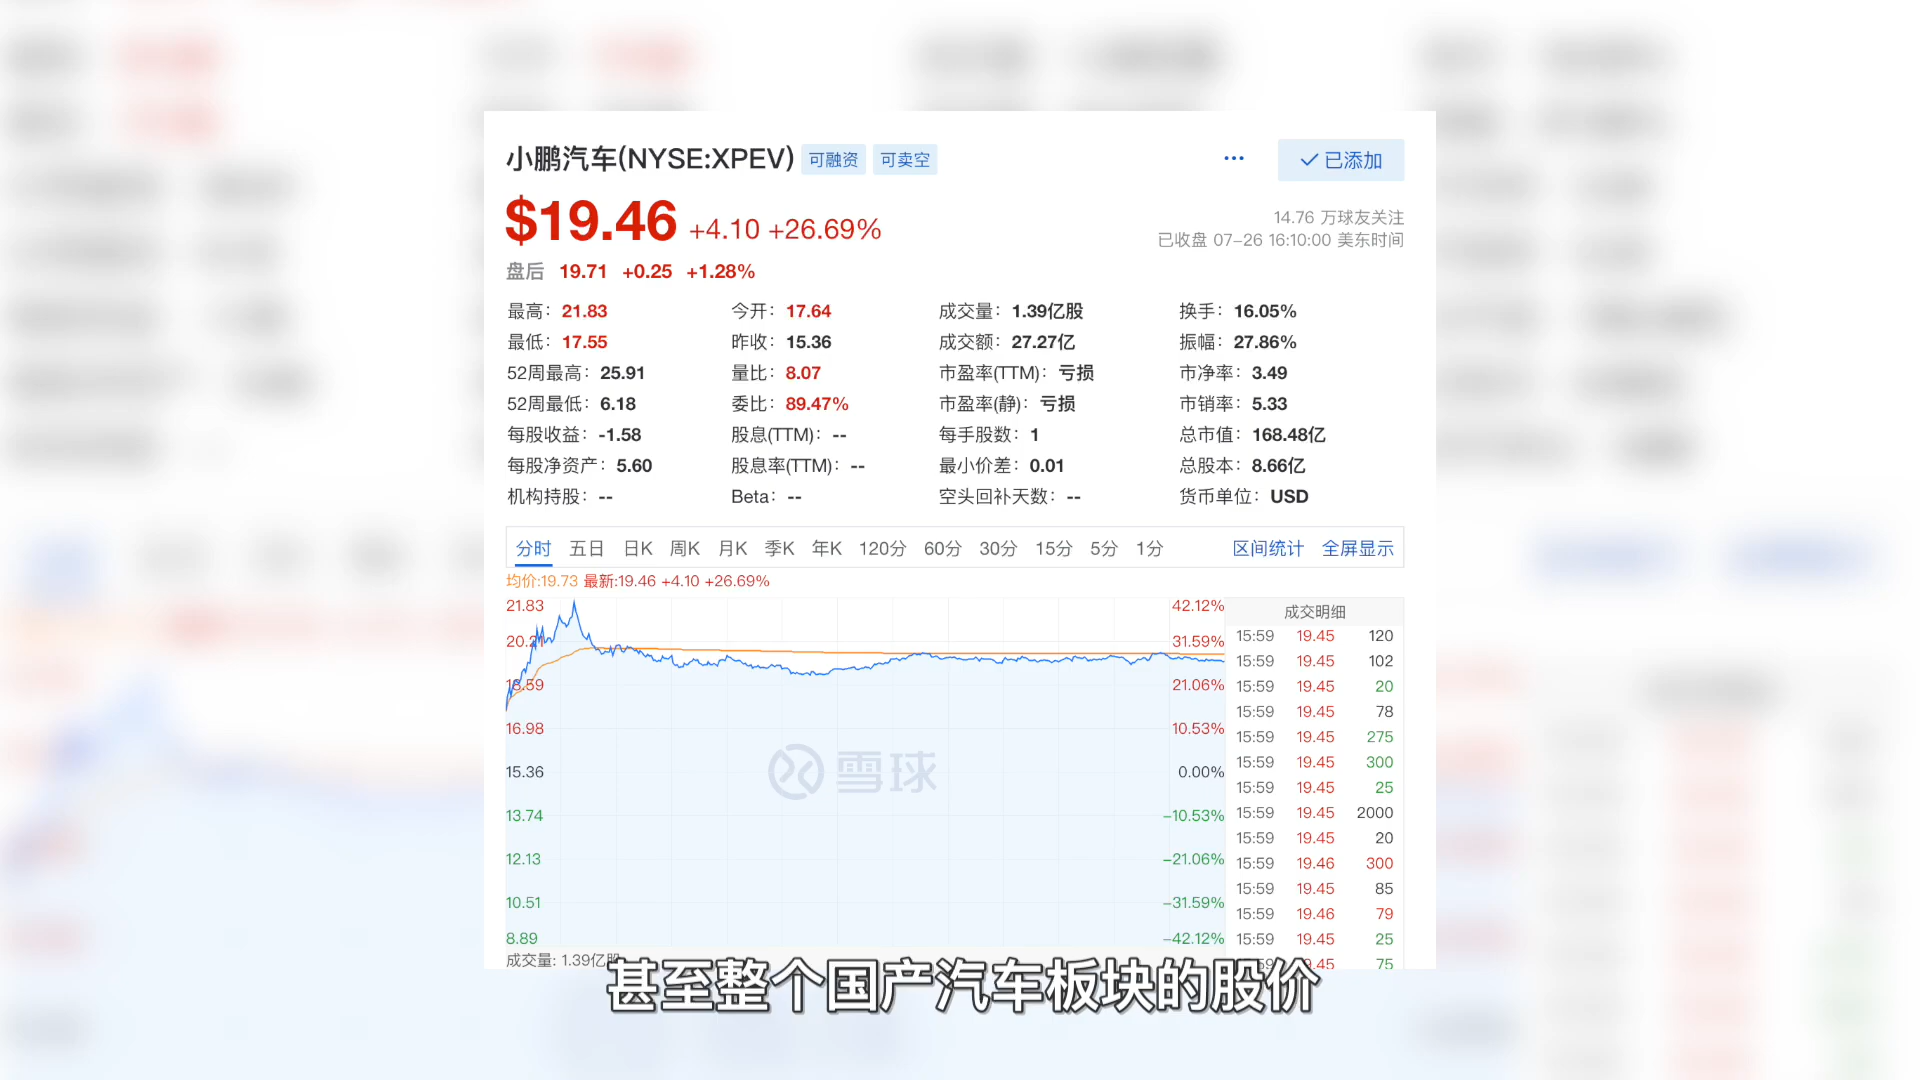 小鹏汽车(NYSE:XPEV) 可融资 可卖空 ... 已添加
$19.46 +4.10 +26.69%
14.76 万球友关注
已收盘 07-26 16:10:00 美东时间
盘后 19.71 +0.25 +1.28%
最高：21.83 今开：17.64 成交量：1.39亿股 换手：16.05%
最低：17.55 昨收：15.36 成交额：27.27亿 振幅：27.86%
52周最高：25.91 量比：8.07 市盈率(TTM)：亏损 市净率：3.49
52周最低：6.18 委比：89.47% 市盈率(静)：亏损 市销率：5.33
每股收益：-1.58 股息(TTM)：-- 每手股数：1 总市值：168.48亿
每股净资产：5.60 股息率(TTM)：-- 最小价差：0.01 总股本：8.66亿
机构持股：-- Beta：-- 空头回补天数：-- 货币单位：USD
分时 五日 日K 周K 月K 季K 年K 120分 60分 30分 15分 5分 1分 区间统计 全屏显示
均价:19.73 最新:19.46 +4.10 +26.69%
21.83 42.12%
20.21 31.59%
18.59 21.06%
16.98 10.53%
15.36 0.00%
13.74 -10.53%
12.13 -21.06%
10.51 -31.59%
8.89 -42.12%
雪球
成交明细
15:59 19.45 120
15:59 19.45 102
15:59 19.45 20
15:59 19.45 78
15:59 19.45 275
15:59 19.45 300
15:59 19.45 25
15:59 19.45 2000
15:59 19.45 20
15:59 19.46 300
15:59 19.45 85
15:59 19.46 79
15:59 19.45 25
15:59 19.45 75
成交量: 1.39亿股
甚至整个国产汽车板块的股价